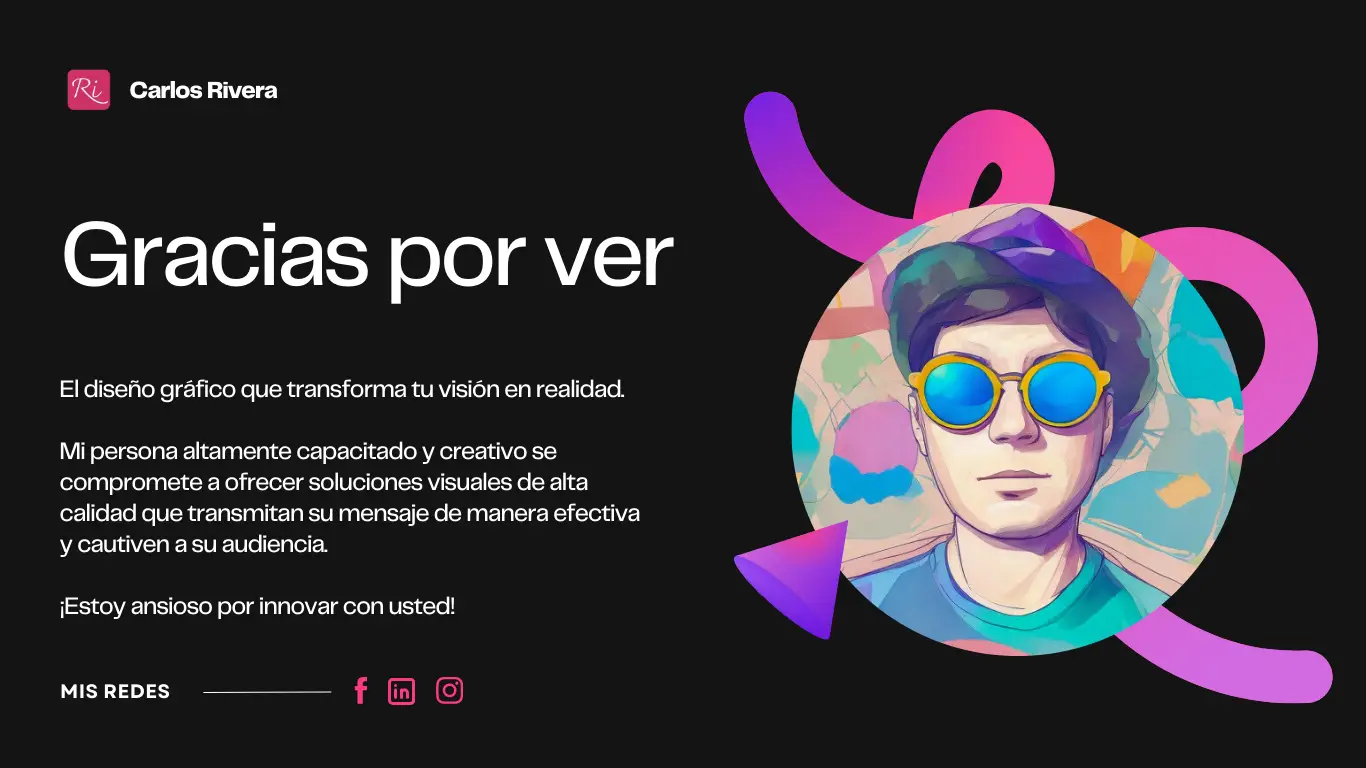 Ri
Carlos Rivera
Gracias por ver
El diseño gráfico que transforma tu visión en realidad.
Mi persona altamente capacitado y creativo se
compromete a ofrecer soluciones visuales de alta
calidad que transmitan su mensaje de manera efectiva
y cautiven a su audiencia.
¡Estoy ansioso por innovar con usted!
MIS REDES
f
in